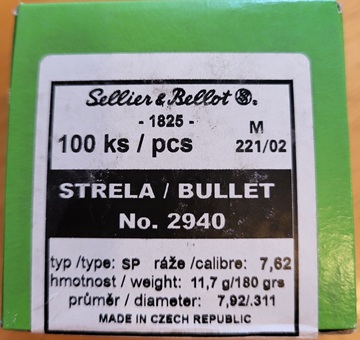 Sellier & Bellot SB.
- 1825 -
100 ks / pcs
M
221/02
STRELA / BULLET
No. 2940
typ /type: SP ráže /calibre: 7,62
hmotnost / weight: 11,7 g/180 grs
průměr / diameter: 7,92/.311
MADE IN CZECH REPUBLIC